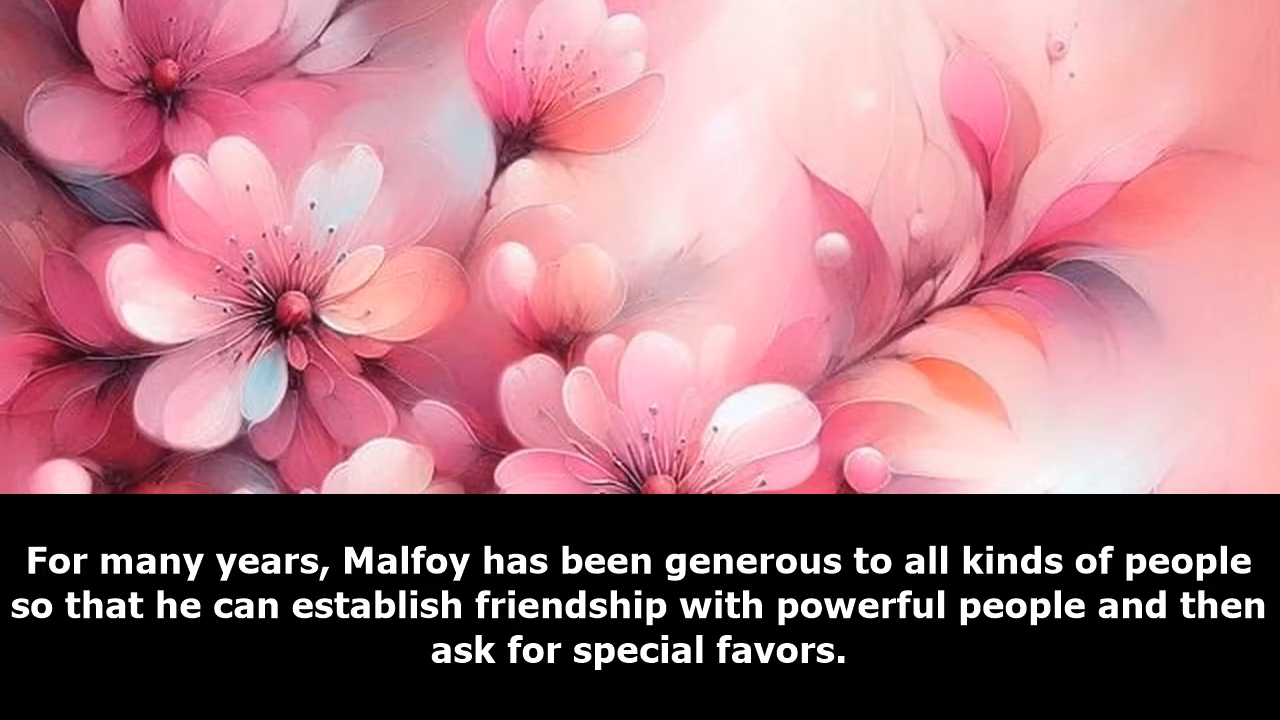 For many years, Malfoy has been generous to all kinds of people
so that he can establish friendship with powerful people and then
ask for special favors.